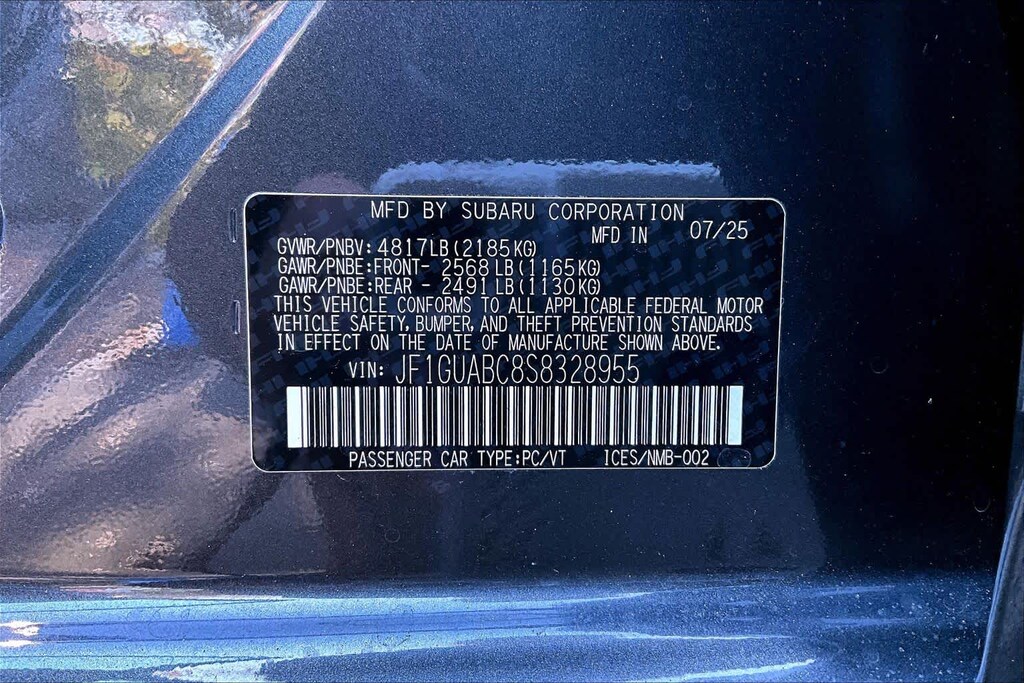 MFD BY SUBARU CORPORATION
MFD IN 07/25
GVWR/PNBV: 4817LB(2185KG)
GAWR/PNBE:FRONT- 2568 LB(1165KG)
GAWR/PNBE:REAR - 2491 LB(1130KG)
THIS VEHICLE CONFORMS TO ALL APPLICABLE FEDERAL MOTOR
VEHICLE SAFETY, BUMPER, AND THEFT PREVENTION STANDARDS
IN EFFECT ON THE DATE OF MANUFACTURE SHOWN ABOVE.
VIN: JF1GUABC8S8328955
PASSENGER CAR TYPE:PC/VT ICES/NMB-002